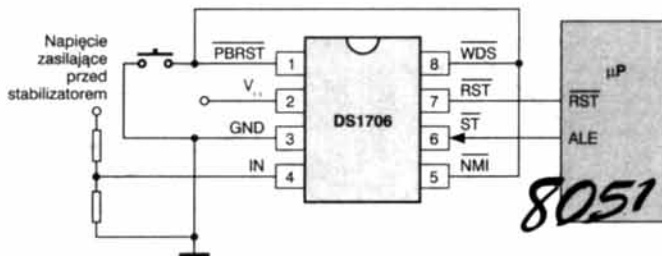 Napięcie
zasilające
przed
stabilizatorem
PBRST
1
V
2
GND
3
IN
4
DS1706
8
WDS
7
RST
6
ST
5
NMI
μP
RST
ALE
8051